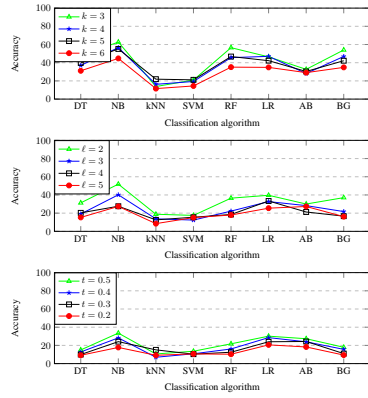 100
80
60
40
20
0
Accuracy
k = 3
k = 4
k = 5
k = 6
DT NB kNN SVM RF LR AB BG
Classification algorithm
100
80
60
40
20
0
Accuracy
ℓ = 2
ℓ = 3
ℓ = 4
ℓ = 5
DT NB kNN SVM RF LR AB BG
Classification algorithm
100
80
60
40
20
0
Accuracy
t = 0.5
t = 0.4
t = 0.3
t = 0.2
DT NB kNN SVM RF LR AB BG
Classification algorithm